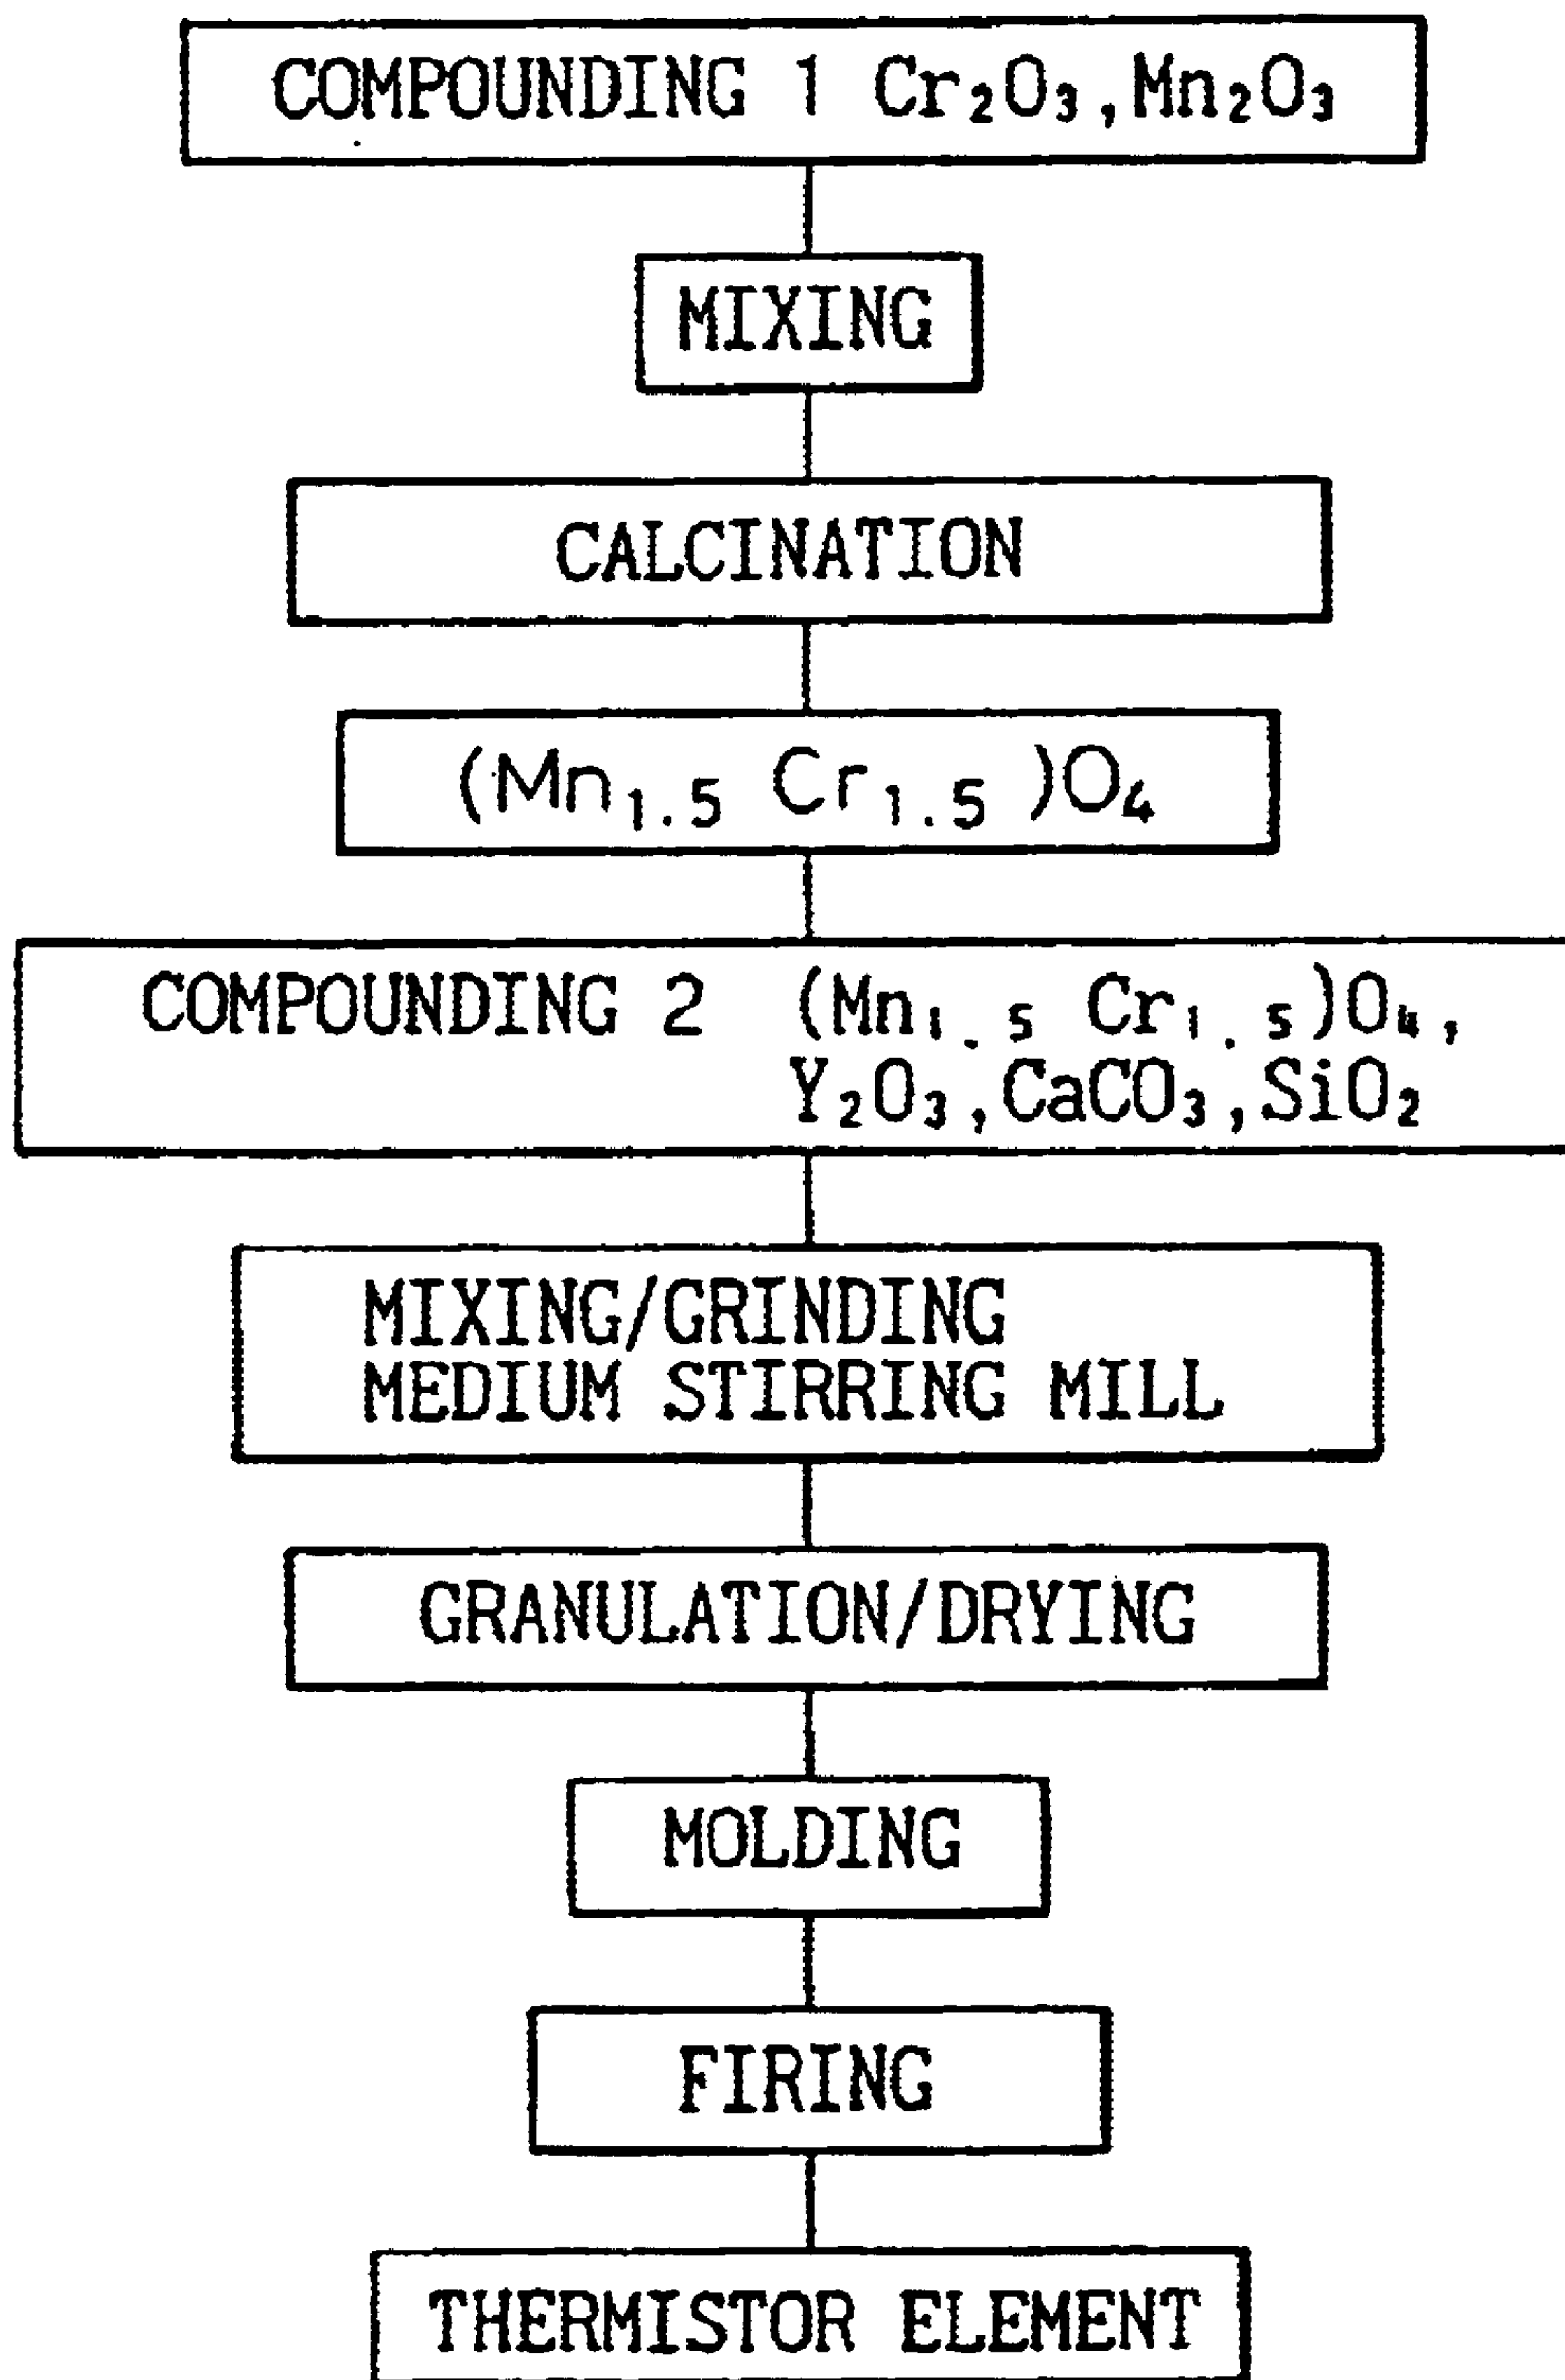 COMPOUNDING 1 Cr₂O₃,Mn₂O₃
MIXING
CALCINATION
(Mn₁.₅ Cr₁.₅ )O₄
COMPOUNDING 2 (Mn₁.₅ Cr₁.₅)O₄,
Y₂O₃,CaCO₃,SiO₂
MIXING/GRINDING
MEDIUM STIRRING MILL
GRANULATION/DRYING
MOLDING
FIRING
THERMISTOR ELEMENT